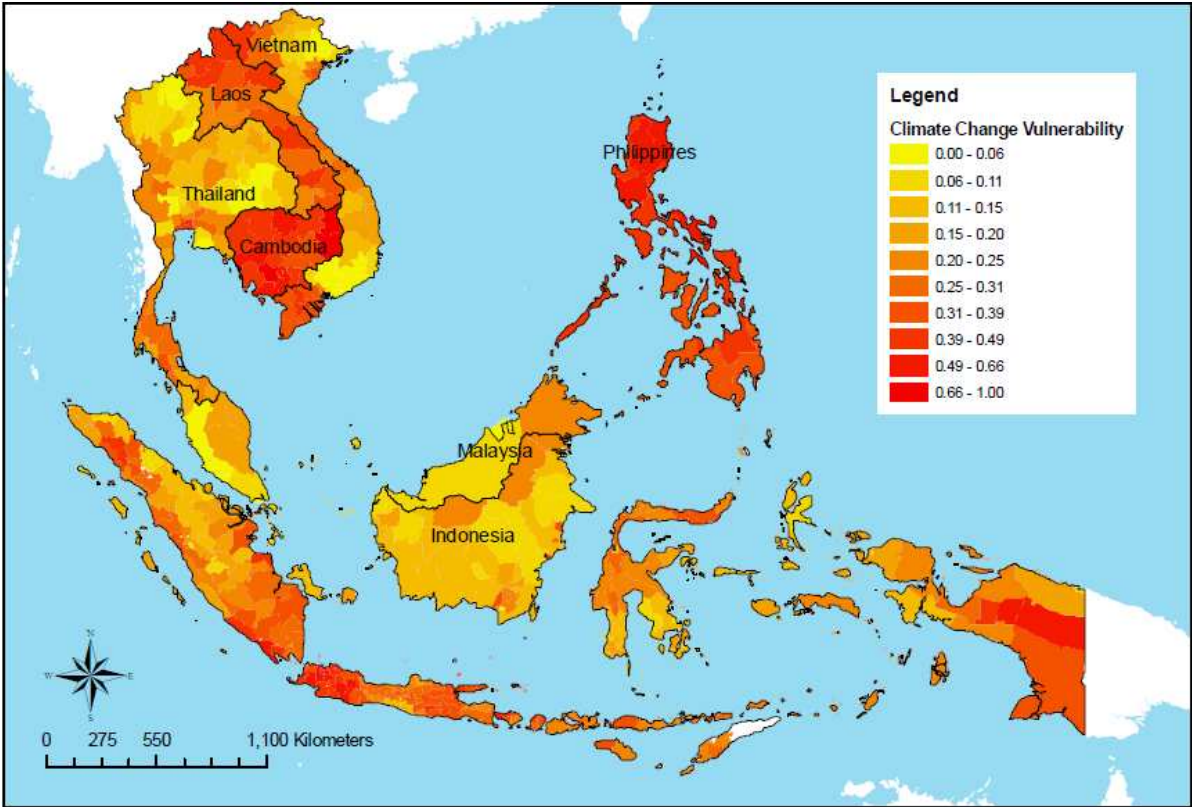 Vietnam
Laos
Thailand
Cambodia
Philippines
Malaysia
Indonesia
Legend
Climate Change Vulnerability
0.00 - 0.06
0.06 - 0.11
0.11 - 0.15
0.15 - 0.20
0.20 - 0.25
0.25 - 0.31
0.31 - 0.39
0.39 - 0.49
0.49 - 0.66
0.66 - 1.00
N
W E
S
0 275 550 1,100 Kilometers